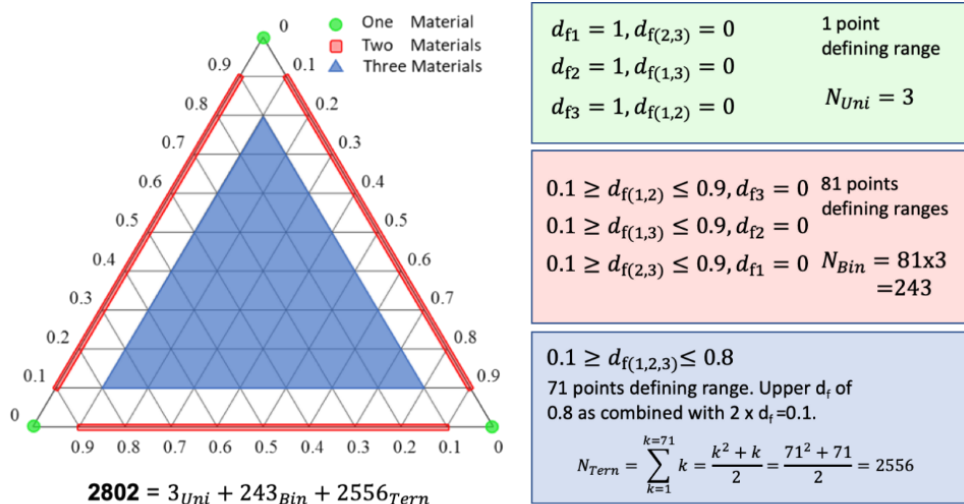 One Material
Two Materials
Three Materials
0
0.9
0.1
0.8
0.2
0.7
0.3
0.6
0.4
0.5
0.5
0.4
0.6
0.3
0.7
0.2
0.8
0.1
0.9
0
0
0.9 0.8 0.7 0.6 0.5 0.4 0.3 0.2 0.1
2802 = 3_Uni + 243_Bin + 2556_Tern
d_f1 = 1, d_f(2,3) = 0
d_f2 = 1, d_f(1,3) = 0
d_f3 = 1, d_f(1,2) = 0
1 point
defining range
N_Uni = 3
0.1 ≥ d_f(1,2) ≤ 0.9, d_f3 = 0
0.1 ≥ d_f(1,3) ≤ 0.9, d_f2 = 0
0.1 ≥ d_f(2,3) ≤ 0.9, d_f1 = 0
81 points
defining ranges
N_Bin = 81x3
=243
0.1 ≥ d_f(1,2,3) ≤ 0.8
71 points defining range. Upper d_f of
0.8 as combined with 2 x d_f =0.1.
N_Tern = ∑_{k=1}^{k=71} k = (k² + k)/2 = (71² + 71)/2 = 2556